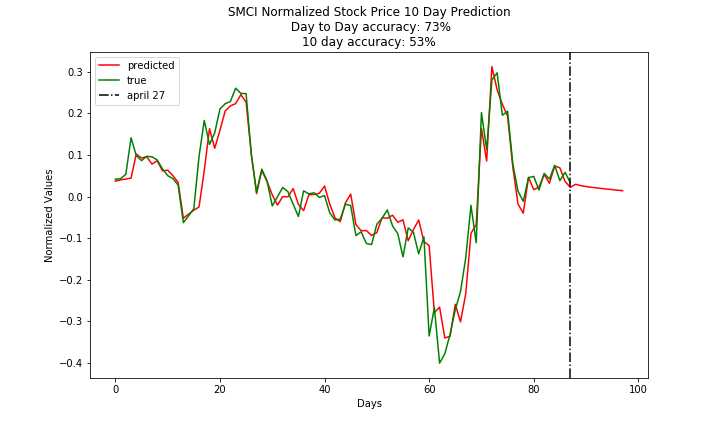 SMCI Normalized Stock Price 10 Day Prediction
Day to Day accuracy: 73%
10 day accuracy: 53%
predicted
true
april 27
Normalized Values
0.3
0.2
0.1
0.0
−0.1
−0.2
−0.3
−0.4
0 20 40 60 80 100
Days